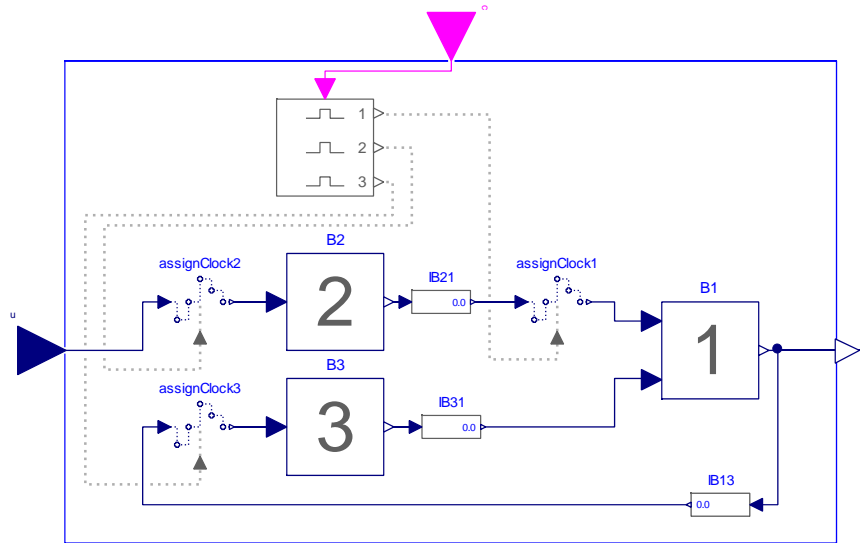 c
1
2
3
B2
assignClock2
2
IB21
0.0
assignClock1
B1
1
u
B3
assignClock3
3
IB31
0.0
IB13
0.0